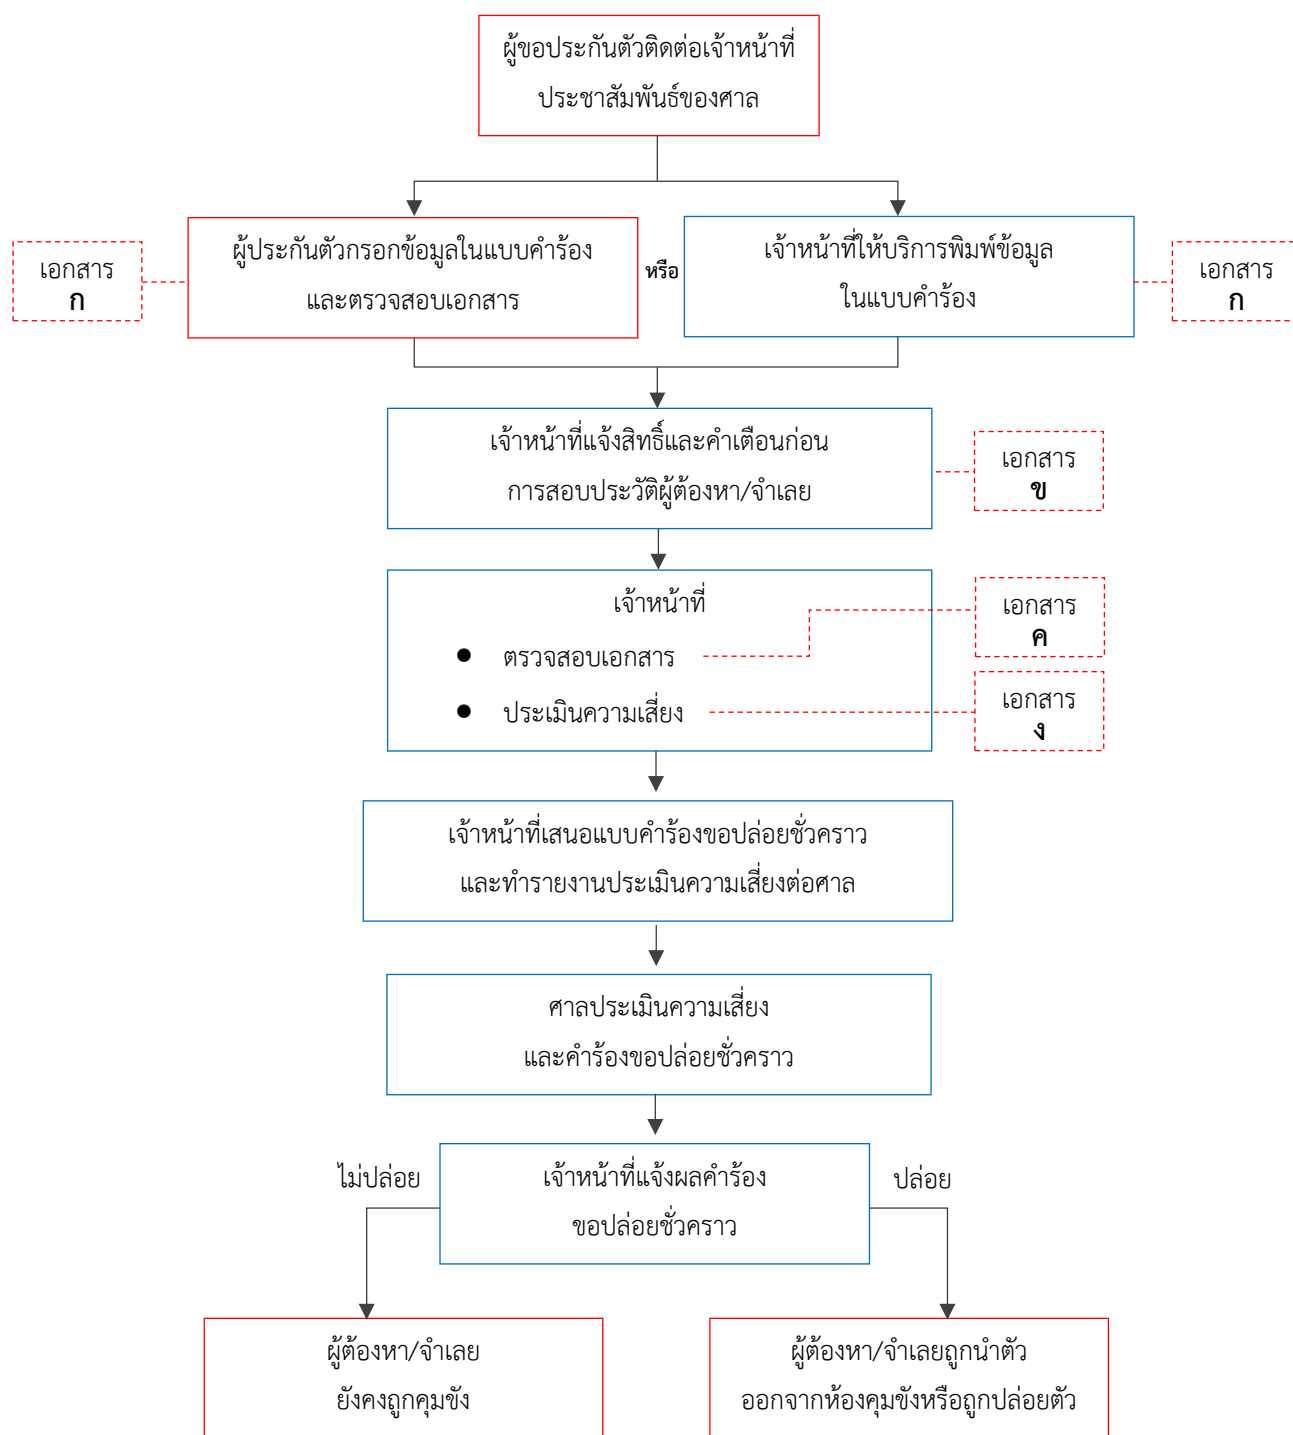 ผู้ขอประกันตัวติดต่อเจ้าหน้าที่
ประชาสัมพันธ์ของศาล
เอกสาร
ก
ผู้ประกันตัวกรอกข้อมูลในแบบคำร้อง
และตรวจสอบเอกสาร
หรือ
เจ้าหน้าที่ให้บริการพิมพ์ข้อมูล
ในแบบคำร้อง
เอกสาร
ก
เจ้าหน้าที่แจ้งสิทธิ์และคำเตือนก่อน
การสอบประวัติผู้ต้องหา/จำเลย
เอกสาร
ข
เจ้าหน้าที่
● ตรวจสอบเอกสาร
● ประเมินความเสี่ยง
เอกสาร
ค
เอกสาร
ง
เจ้าหน้าที่เสนอแบบคำร้องขอปล่อยชั่วคราว
และทำรายงานประเมินความเสี่ยงต่อศาล
ศาลประเมินความเสี่ยง
และคำร้องขอปล่อยชั่วคราว
ไม่ปล่อย
เจ้าหน้าที่แจ้งผลคำร้อง
ขอปล่อยชั่วคราว
ปล่อย
ผู้ต้องหา/จำเลย
ยังคงถูกคุมขัง
ผู้ต้องหา/จำเลยถูกนำตัว
ออกจากห้องคุมขังหรือถูกปล่อยตัว